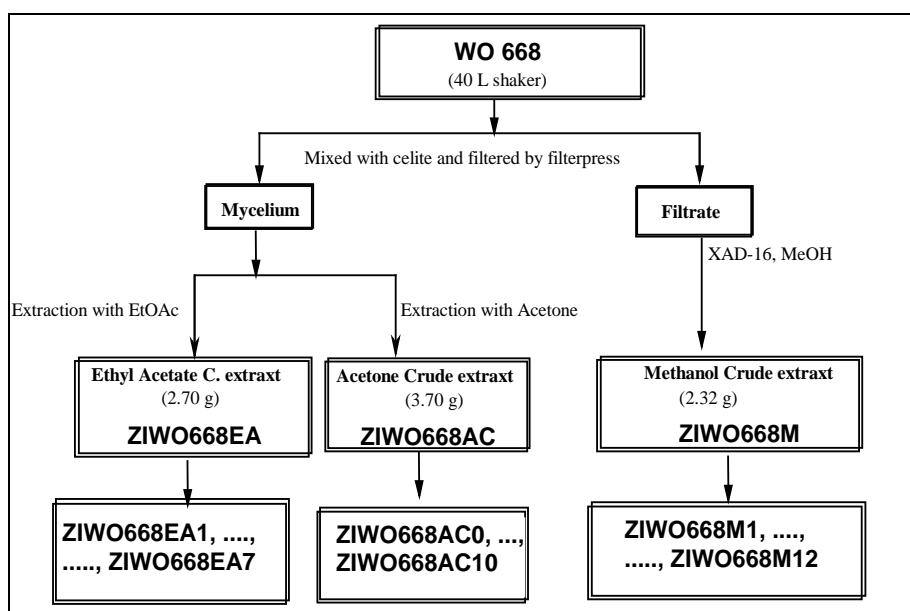 WO 668
(40 L shaker)
Mixed with celite and filtered by filterpress
Mycelium
Filtrate
XAD-16, MeOH
Extraction with EtOAc
Extraction with Acetone
Ethyl Acetate C. extraxt
(2.70 g)
ZIWO668EA
Acetone Crude extraxt
(3.70 g)
ZIWO668AC
Methanol Crude extraxt
(2.32 g)
ZIWO668M
ZIWO668EA1, ....,
....., ZIWO668EA7
ZIWO668AC0, ...,
ZIWO668AC10
ZIWO668M1, ....,
....., ZIWO668M12